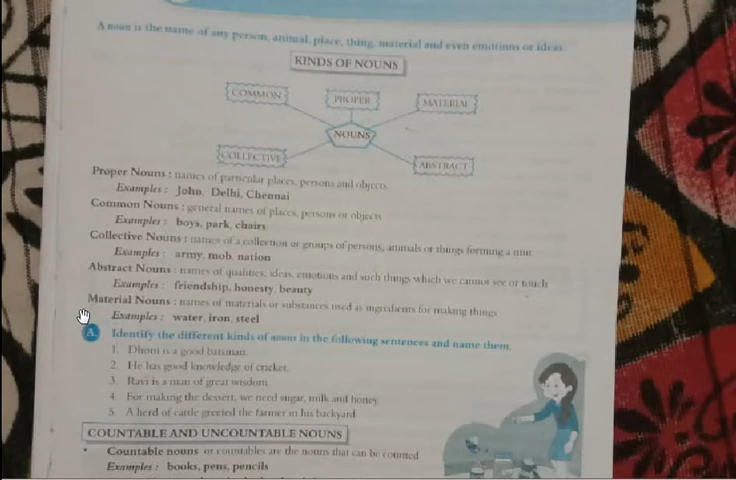 A noun is the name of any person, animal, place, thing, material and even emotions or ideas.
KINDS OF NOUNS
COMMON
PROPER
MATERIAL
NOUNS
COLLECTIVE
ABSTRACT
Proper Nouns : names of particular places, persons and objects
Examples : John, Delhi, Chennai
Common Nouns : general names of places, persons or objects
Examples : boys, park, chairs
Collective Nouns : names of a collection or groups of persons, animals or things forming a unit
Examples : army, mob, nation
Abstract Nouns : names of qualities, ideas, emotions and such things which we cannot see or touch
Examples : friendship, honesty, beauty
Material Nouns : names of materials or substances used as ingredients for making things
Examples : water, iron, steel
A. Identify the different kinds of nouns in the following sentences and name them.
1. Dhoni is a good batsman.
2. He has good knowledge of cricket.
3. Ravi is a man of great wisdom.
4. For making the dessert, we need sugar, milk and honey.
5. A herd of cattle greeted the farmer in his backyard.
COUNTABLE AND UNCOUNTABLE NOUNS
• Countable nouns or countables are the nouns that can be counted
Examples : books, pens, pencils